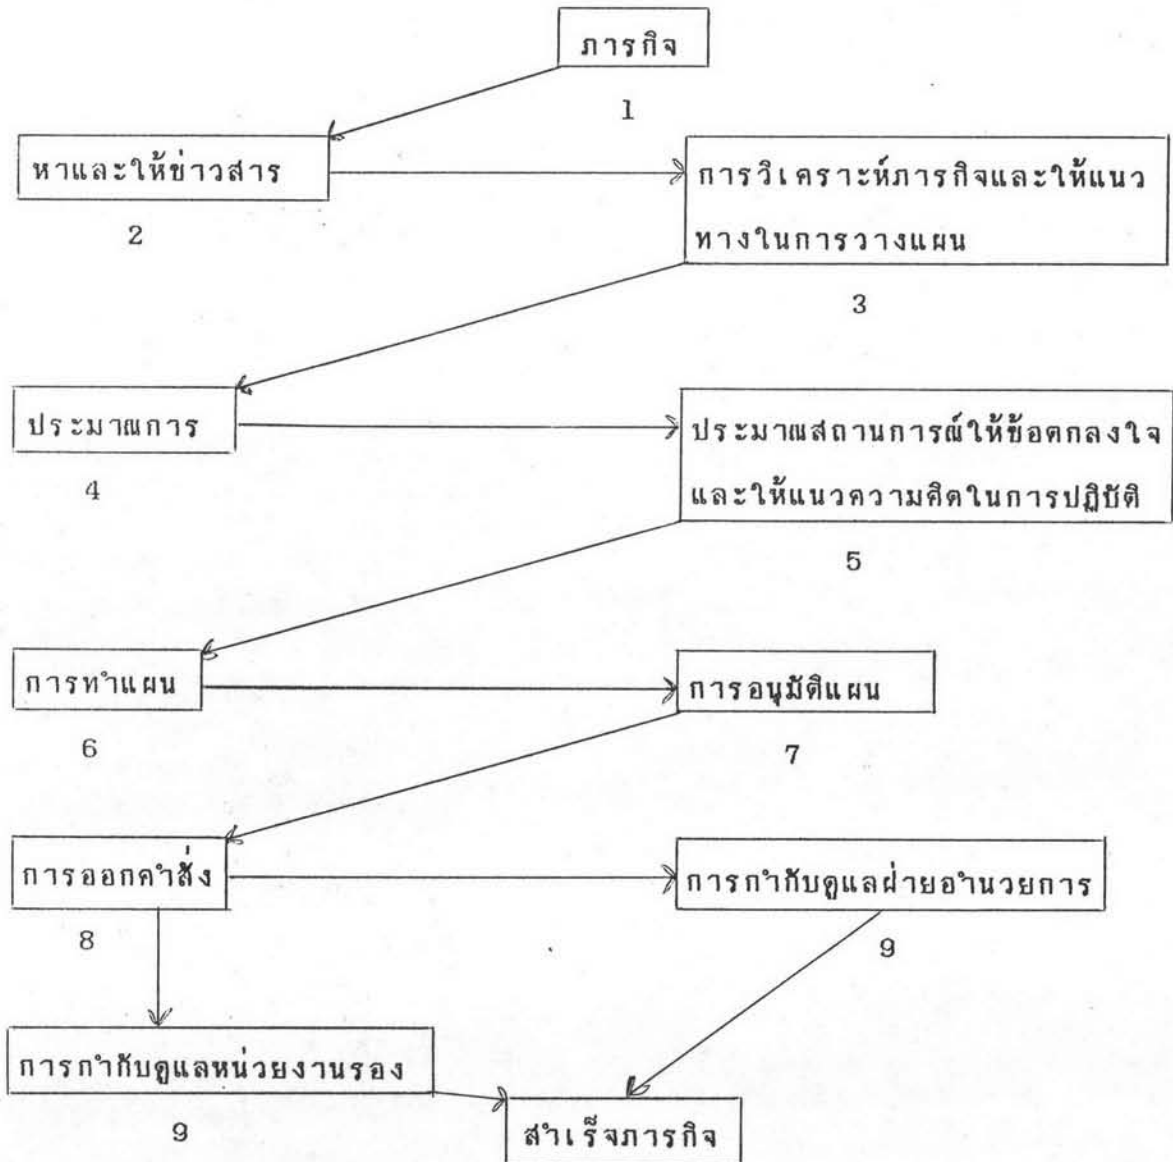 ภารกิจ
1
หาและให้ข่าวสาร
2
การวิเคราะห์ภารกิจและให้แนว
ทางในการวางแผน
3
ประมาณการ
4
ประมาณสถานการณ์ให้ข้อตกลงใจ
และให้แนวความคิดในการปฏิบัติ
5
การทำแผน
6
การอนุมัติแผน
7
การออกคำสั่ง
8
การกำกับดูแลฝ่ายอำนวยการ
9
การกำกับดูแลหน่วยงานรอง
9
สำเร็จภารกิจ